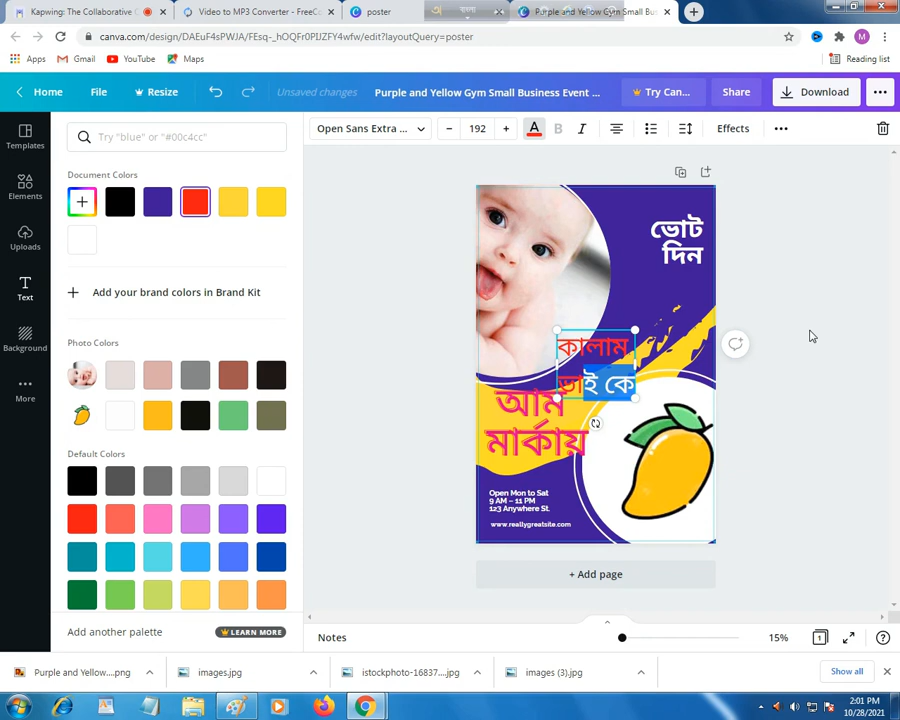 Kapwing: The Collaborative C
Video to MP3 Converter - FreeC
poster
বাংলা
Purple and Yellow Gym Small Bus
canva.com/design/DAEuF4sPWJA/FEsq-_hOQFr0PIJZFY4wfw/edit?layoutQuery=poster
M
Apps
Gmail
YouTube
Maps
Reading list
Home
File
Resize
Unsaved changes
Purple and Yellow Gym Small Business Event ...
Try Can...
Share
Download
Templates
Elements
Uploads
Text
Background
More
Try "blue" or "#00c4cc"
Open Sans Extra ...
192
A
B
I
Effects
Document Colors
Add your brand colors in Brand Kit
Photo Colors
Default Colors
Add another palette
LEARN MORE
ভোট
দিন
কালাম
ভাই কে
আম
মার্কায়
Open Mon to Sat
9 AM – 11 PM
123 Anywhere St.
www.reallygreatsite.com
+ Add page
Notes
15%
1
Purple and Yellow....png
images.jpg
istockphoto-16837....jpg
images (3).jpg
Show all
2:01 PM
10/28/2021